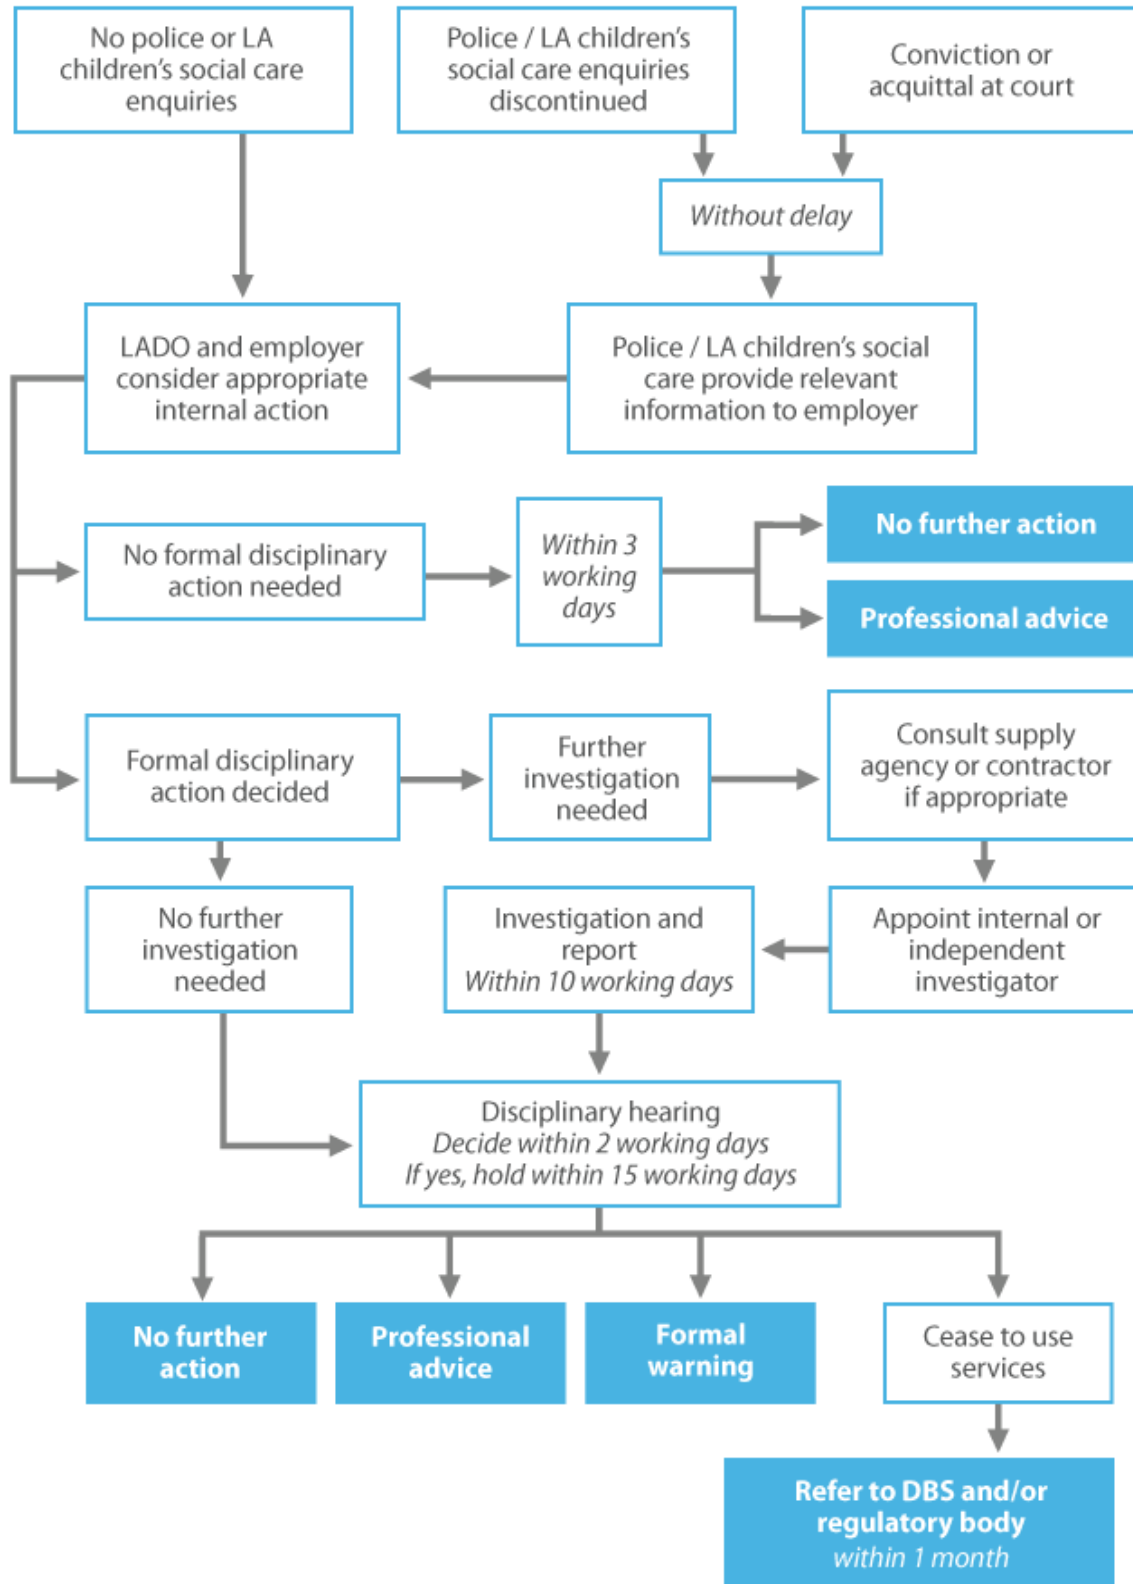 No police or LA
children's social care
enquiries
Police / LA children's
social care enquiries
discontinued
Conviction or
acquittal at court
Without delay
LADO and employer
consider appropriate
internal action
Police / LA children's social
care provide relevant
information to employer
No formal disciplinary
action needed
Within 3
working
days
No further action
Professional advice
Formal disciplinary
action decided
Further
investigation
needed
Consult supply
agency or contractor
if appropriate
No further
investigation
needed
Investigation and
report
Within 10 working days
Appoint internal or
independent
investigator
Disciplinary hearing
Decide within 2 working days
If yes, hold within 15 working days
No further
action
Professional
advice
Formal
warning
Cease to use
services
Refer to DBS and/or
regulatory body
within 1 month